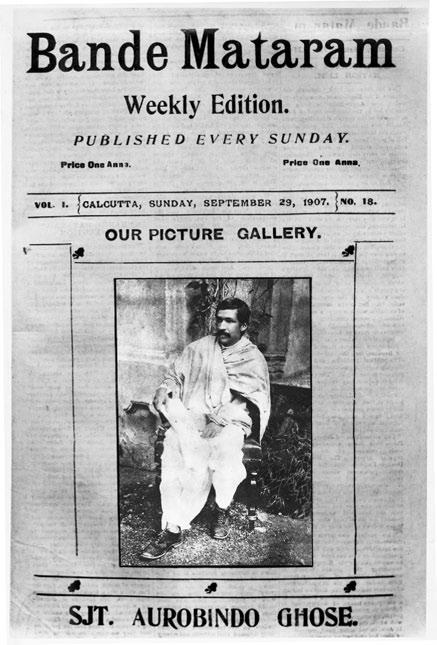 Bande Mataram
Weekly Edition.
PUBLISHED EVERY SUNDAY.
Price One Anna. Price One Anna,
VOL. I. { CALCUTTA, SUNDAY, SEPTEMBER 29, 1907. } NO. 18.
OUR PICTURE GALLERY.
SJT. AUROBINDO GHOSE.